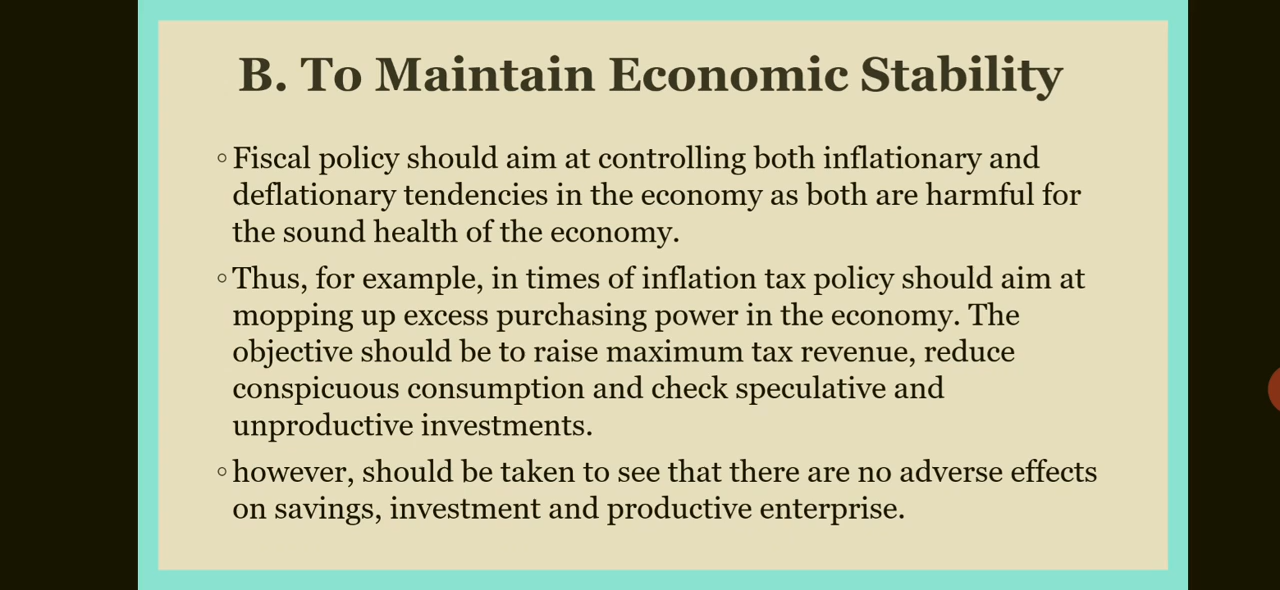 B. To Maintain Economic Stability
◦Fiscal policy should aim at controlling both inflationary and
deflationary tendencies in the economy as both are harmful for
the sound health of the economy.
◦Thus, for example, in times of inflation tax policy should aim at
mopping up excess purchasing power in the economy. The
objective should be to raise maximum tax revenue, reduce
conspicuous consumption and check speculative and
unproductive investments.
◦however, should be taken to see that there are no adverse effects
on savings, investment and productive enterprise.